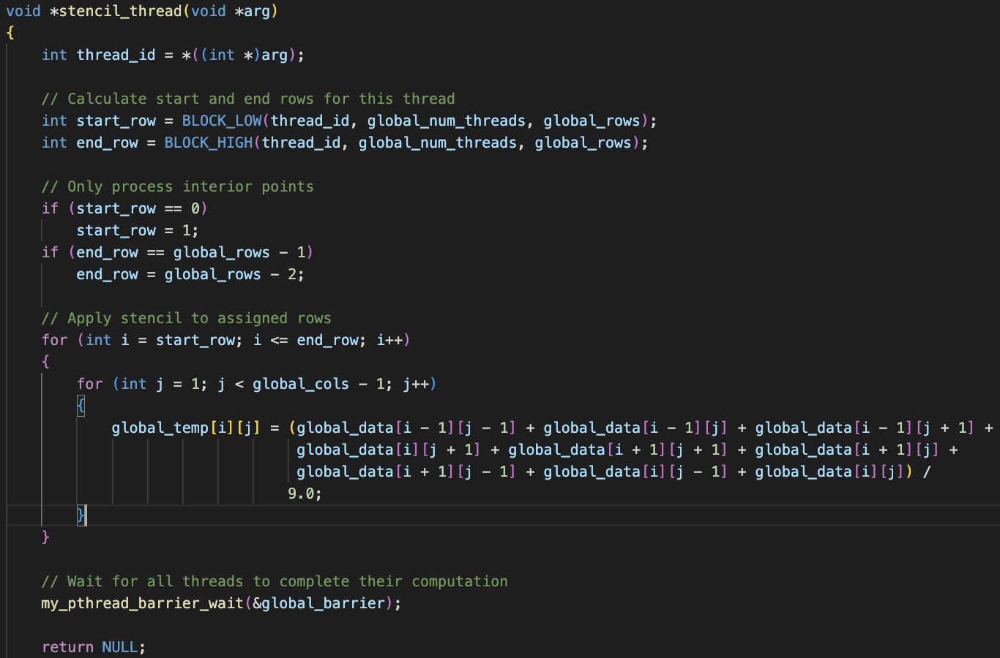 void *stencil_thread(void *arg)
{
    int thread_id = *((int *)arg);

    // Calculate start and end rows for this thread
    int start_row = BLOCK_LOW(thread_id, global_num_threads, global_rows);
    int end_row = BLOCK_HIGH(thread_id, global_num_threads, global_rows);

    // Only process interior points
    if (start_row == 0)
        start_row = 1;
    if (end_row == global_rows - 1)
        end_row = global_rows - 2;

    // Apply stencil to assigned rows
    for (int i = start_row; i <= end_row; i++)
    {
        for (int j = 1; j < global_cols - 1; j++)
        {
            global_temp[i][j] = (global_data[i - 1][j - 1] + global_data[i - 1][j] + global_data[i - 1][j + 1] +
                                 global_data[i][j + 1] + global_data[i + 1][j + 1] + global_data[i + 1][j] +
                                 global_data[i + 1][j - 1] + global_data[i][j - 1] + global_data[i][j]) /
                                9.0;
        }
    }

    // Wait for all threads to complete their computation
    my_pthread_barrier_wait(&global_barrier);

    return NULL;